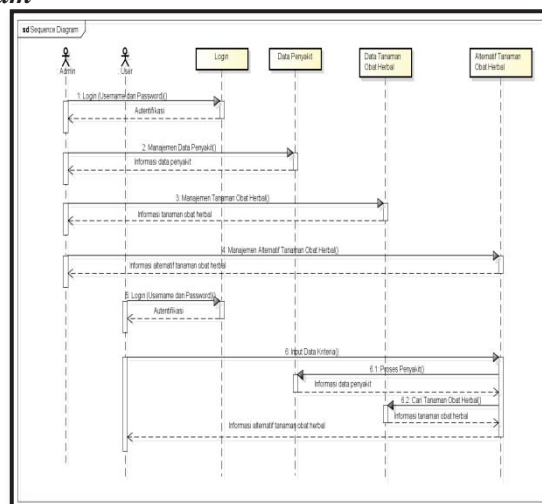 sd Sequence Diagram
Admin
User
Login
Data Penyakit
Data Tanaman
Obat Herbal
Alternatif Tanaman
Obat Herbal
1: Login (Username dan Password)()
Autentifikasi
2: Manajemen Data Penyakit()
Informasi data penyakit
3: Manajemen Tanaman Obat Herbal()
Informasi tanaman obat herbal
4: Manajemen Alternatif Tanaman Obat Herbal()
Informasi alternatif tanaman obat herbal
5: Login (Username dan Password)()
Autentifikasi
6: Input Data Kriteria()
6.1: Proses Penyakit()
Informasi data penyakit
6.2: Cari Tanaman Obat Herbal()
Informasi tanaman obat herbal
Informasi alternatif tanaman obat herbal